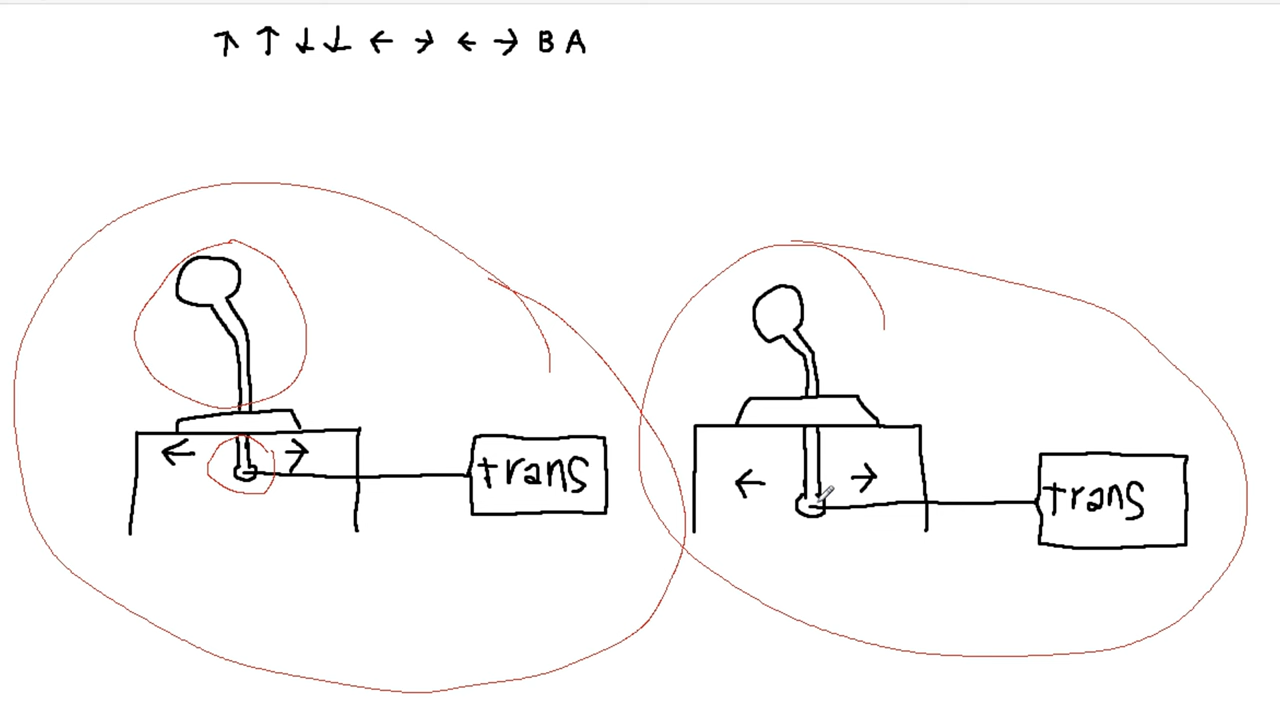 ↑ ↑ ↓ ↓ ← → ← → B A
← →
trans
← →
trans